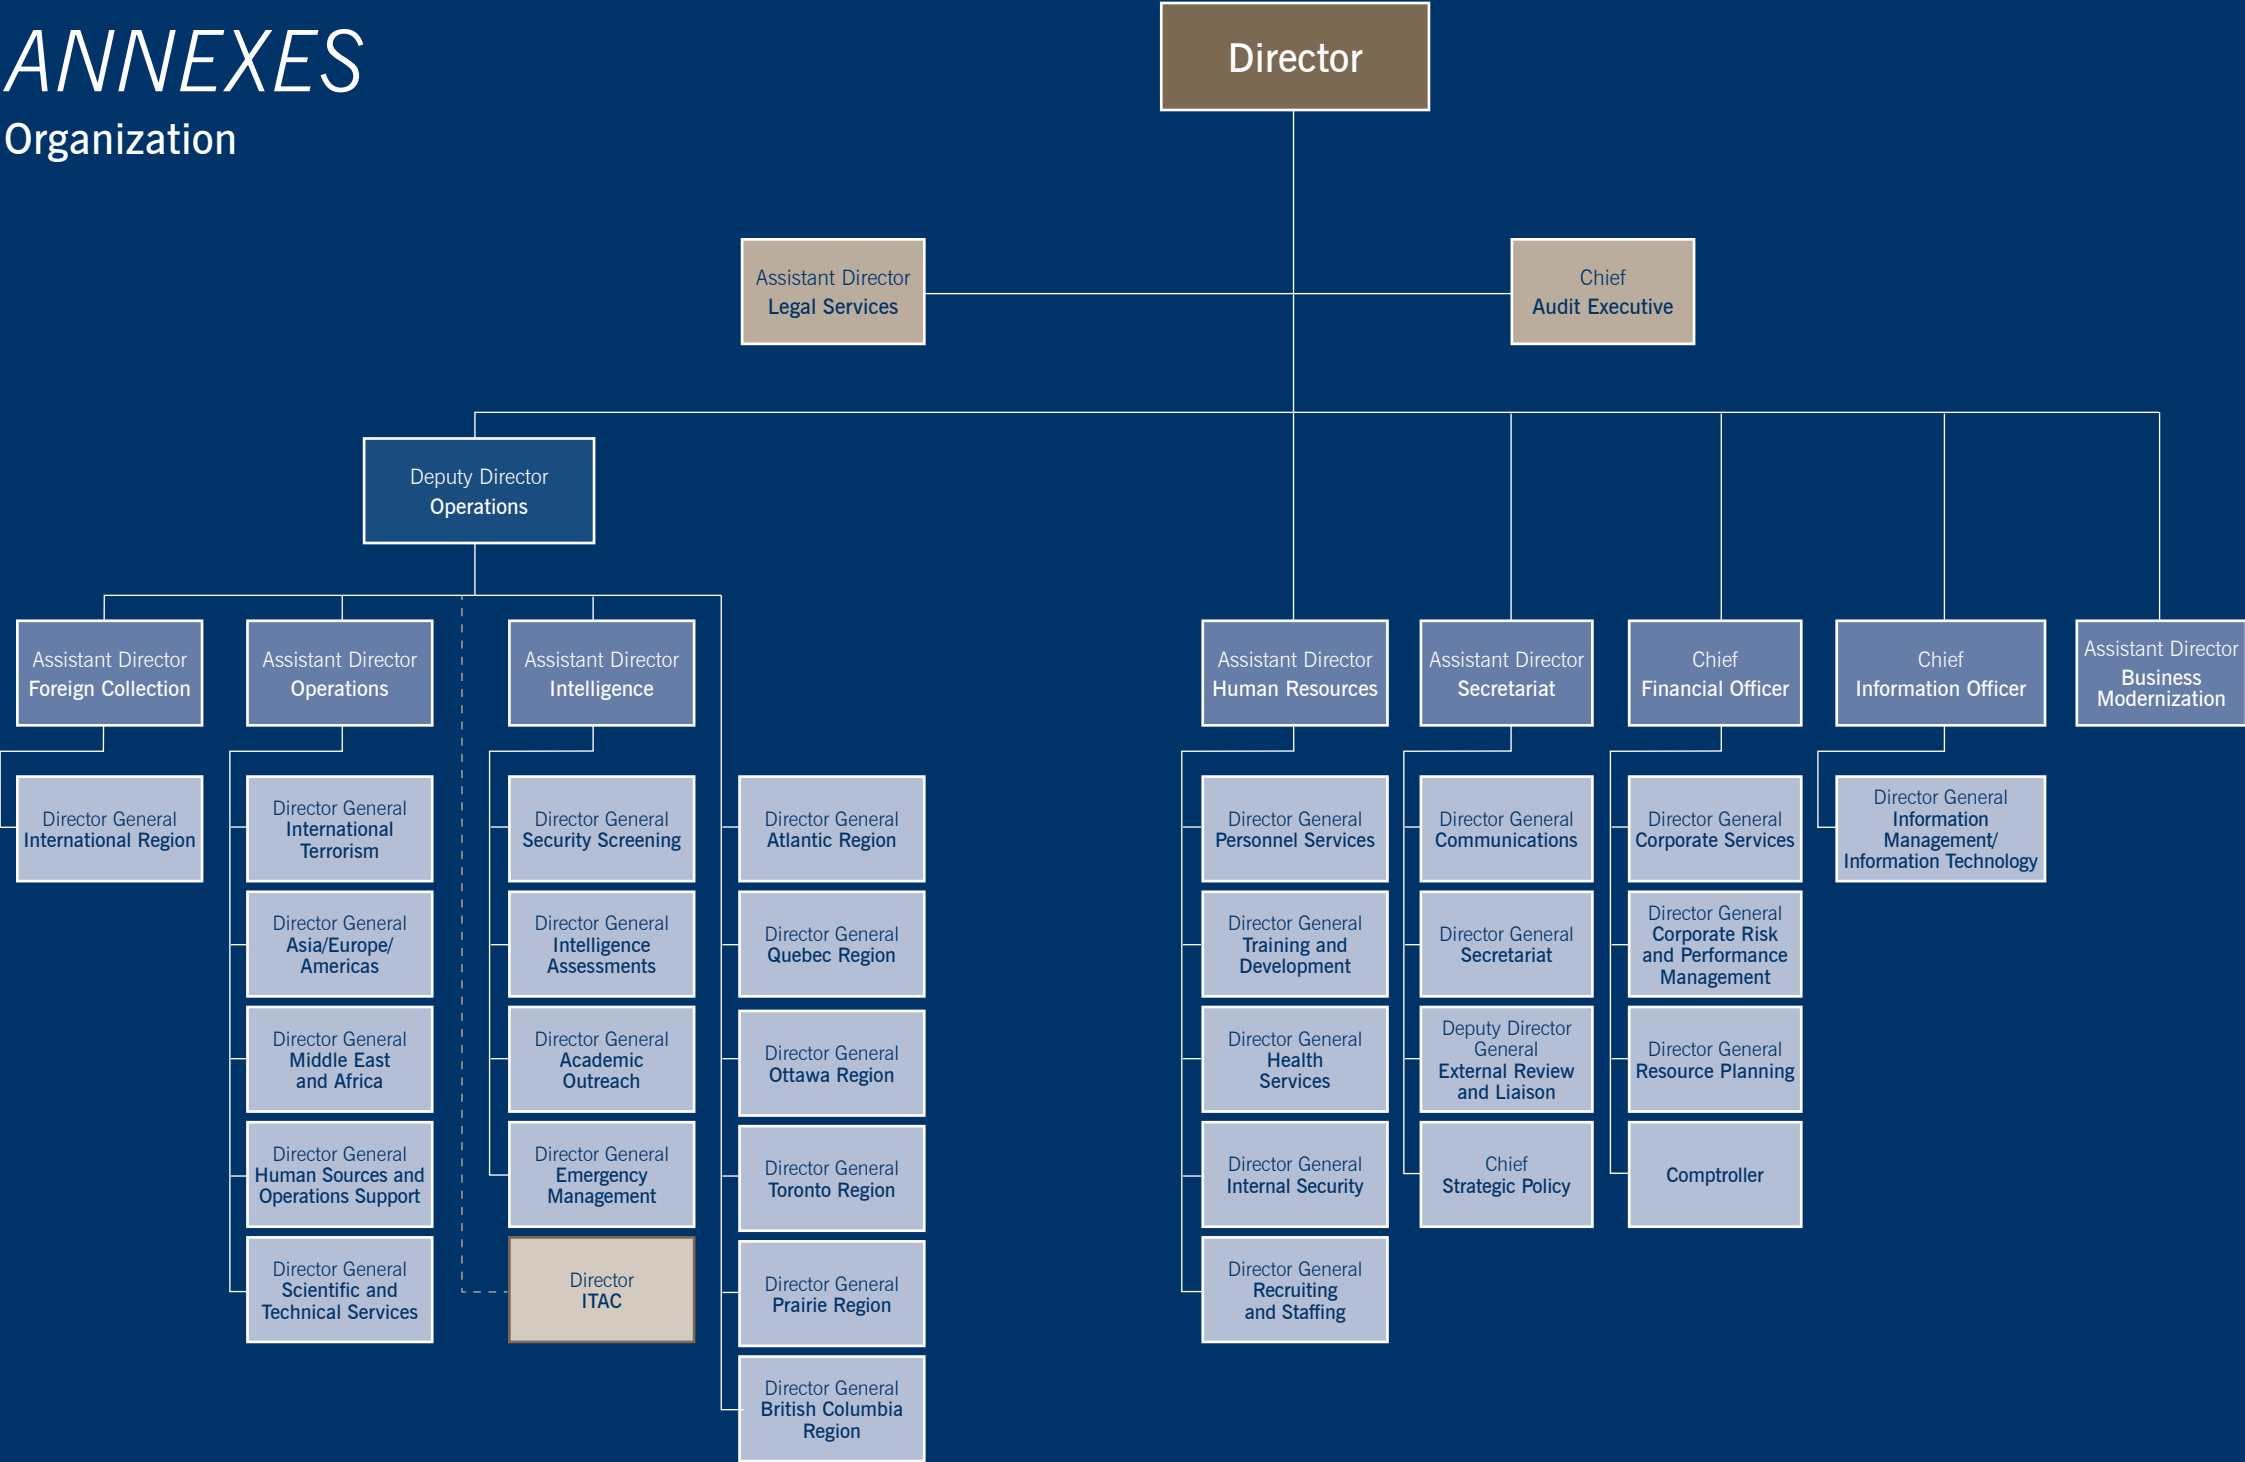 ANNEXES
Organization
Director
Assistant Director
Legal Services
Chief
Audit Executive
Deputy Director
Operations
Assistant Director
Foreign Collection
Assistant Director
Operations
Assistant Director
Intelligence
Assistant Director
Human Resources
Assistant Director
Secretariat
Chief
Financial Officer
Chief
Information Officer
Assistant Director
Business
Modernization
Director General
International Region
Director General
International
Terrorism
Director General
Asia/Europe/
Americas
Director General
Middle East
and Africa
Director General
Human Sources and
Operations Support
Director General
Scientific and
Technical Services
Director General
Security Screening
Director General
Intelligence
Assessments
Director General
Academic
Outreach
Director General
Emergency
Management
Director
ITAC
Director General
Atlantic Region
Director General
Quebec Region
Director General
Ottawa Region
Director General
Toronto Region
Director General
Prairie Region
Director General
British Columbia
Region
Director General
Personnel Services
Director General
Training and
Development
Director General
Health
Services
Director General
Internal Security
Director General
Recruiting
and Staffing
Director General
Communications
Director General
Secretariat
Deputy Director
General
External Review
and Liaison
Chief
Strategic Policy
Director General
Corporate Services
Director General
Corporate Risk
and Performance
Management
Director General
Resource Planning
Comptroller
Director General
Information
Management/
Information Technology